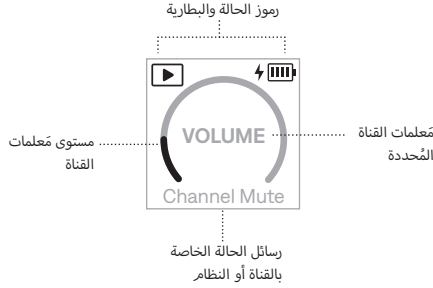 رموز الحالة والبطارية
VOLUME
مَعلمات القناة
المُحددة
مستوى مَعلمات
القناة
Channel Mute
رسائل الحالة الخاصة
بالقناة أو النظام